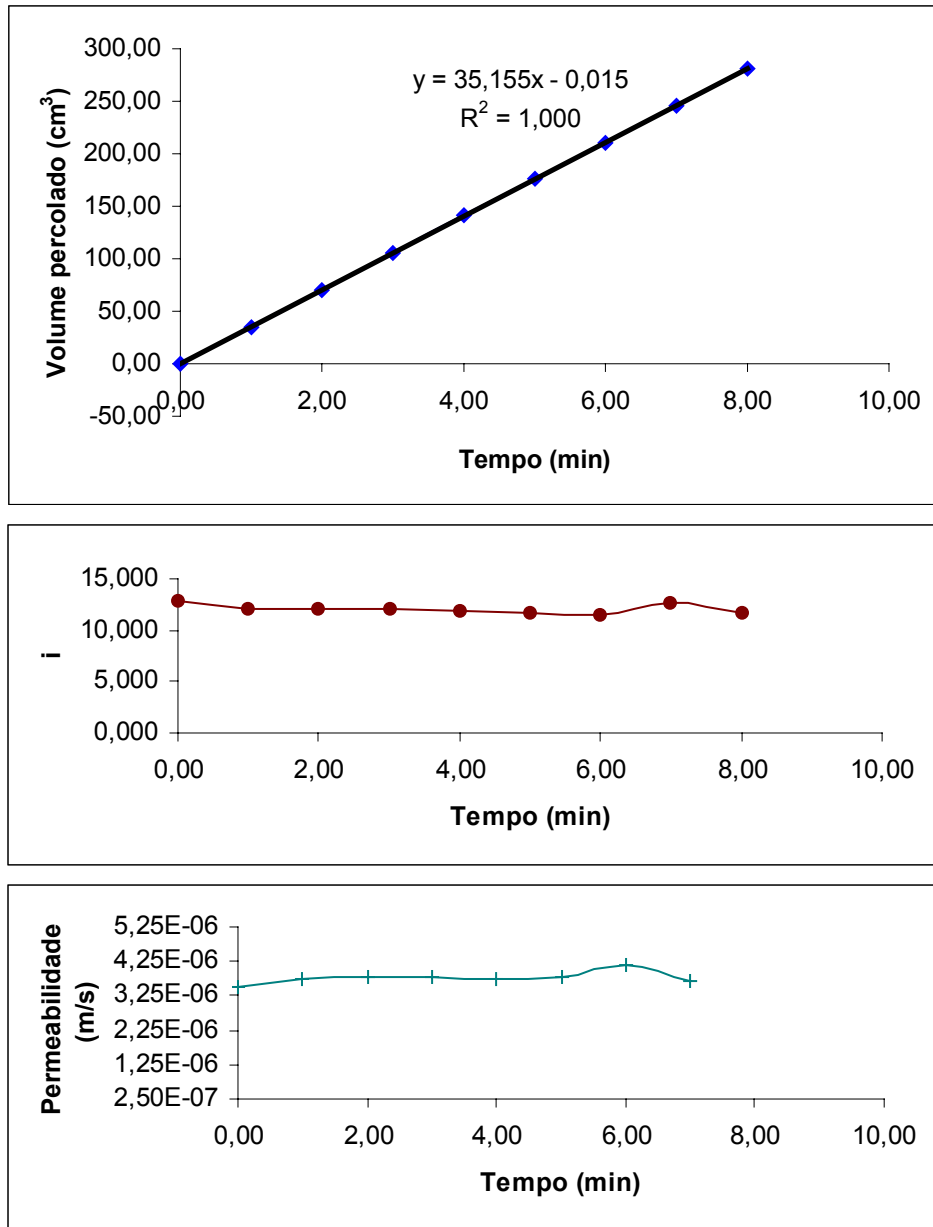 300,00
250,00
200,00
150,00
100,00
50,00
0,00
-50,00
Volume percolado (cm³)
y = 35,155x - 0,015
R² = 1,000
0,00 2,00 4,00 6,00 8,00 10,00
Tempo (min)
15,000
10,000
5,000
0,000
i
0,00 2,00 4,00 6,00 8,00 10,00
Tempo (min)
5,25E-06
4,25E-06
3,25E-06
2,25E-06
1,25E-06
2,50E-07
Permeabilidade
(m/s)
0,00 2,00 4,00 6,00 8,00 10,00
Tempo (min)